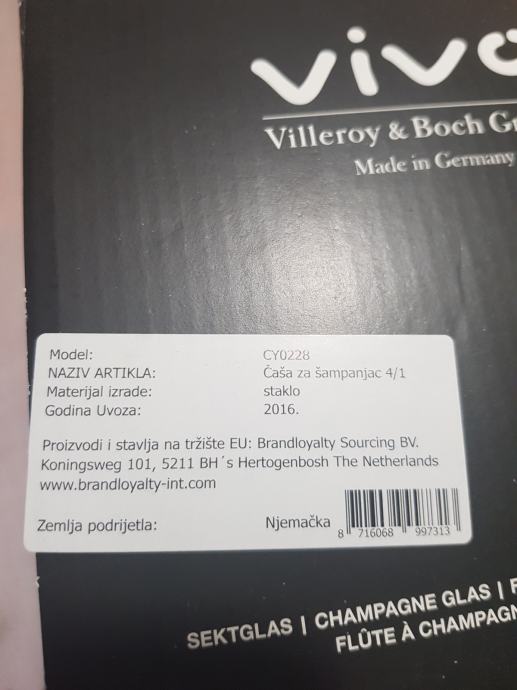 vivo
Villeroy & Boch
Made in Germany
Model: CY0228
NAZIV ARTIKLA: Čaša za šampanjac 4/1
Materijal izrade: staklo
Godina Uvoza: 2016.
Proizvodi i stavlja na tržište EU: Brandloyalty Sourcing BV.
Koningsweg 101, 5211 BH´s Hertogenbosh The Netherlands
www.brandloyalty-int.com
Zemlja podrijetla: Njemačka
8 716068 997313
SEKTGLAS | CHAMPAGNE GLAS |
FLÛTE À